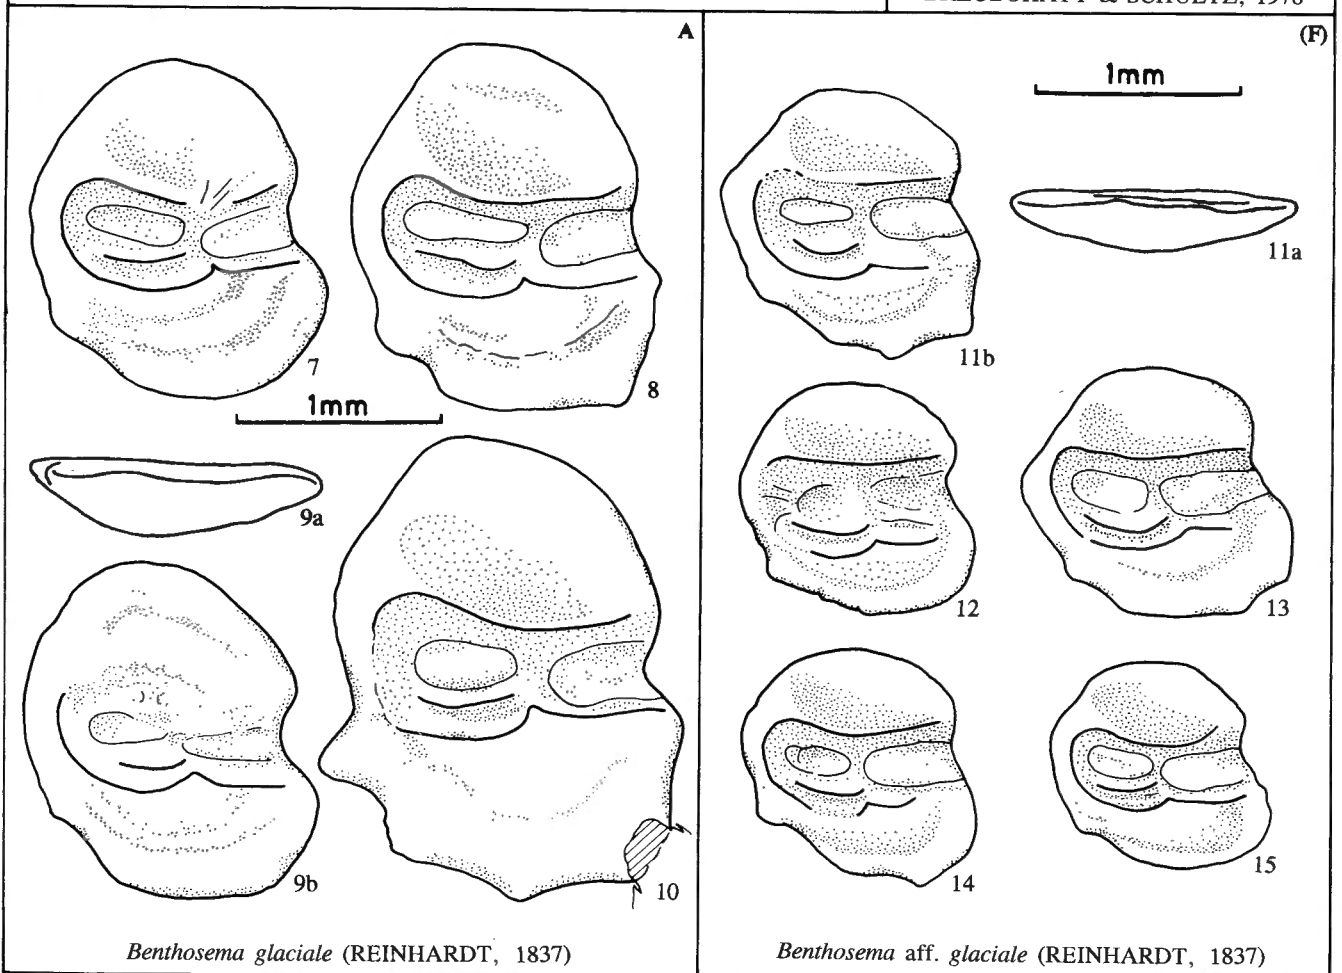 A
7
8
1mm
9a
9b
10
Benthosema glaciale (REINHARDT, 1837)
(F)
1mm
11b
11a
12
13
14
15
Benthosema aff. glaciale (REINHARDT, 1837)